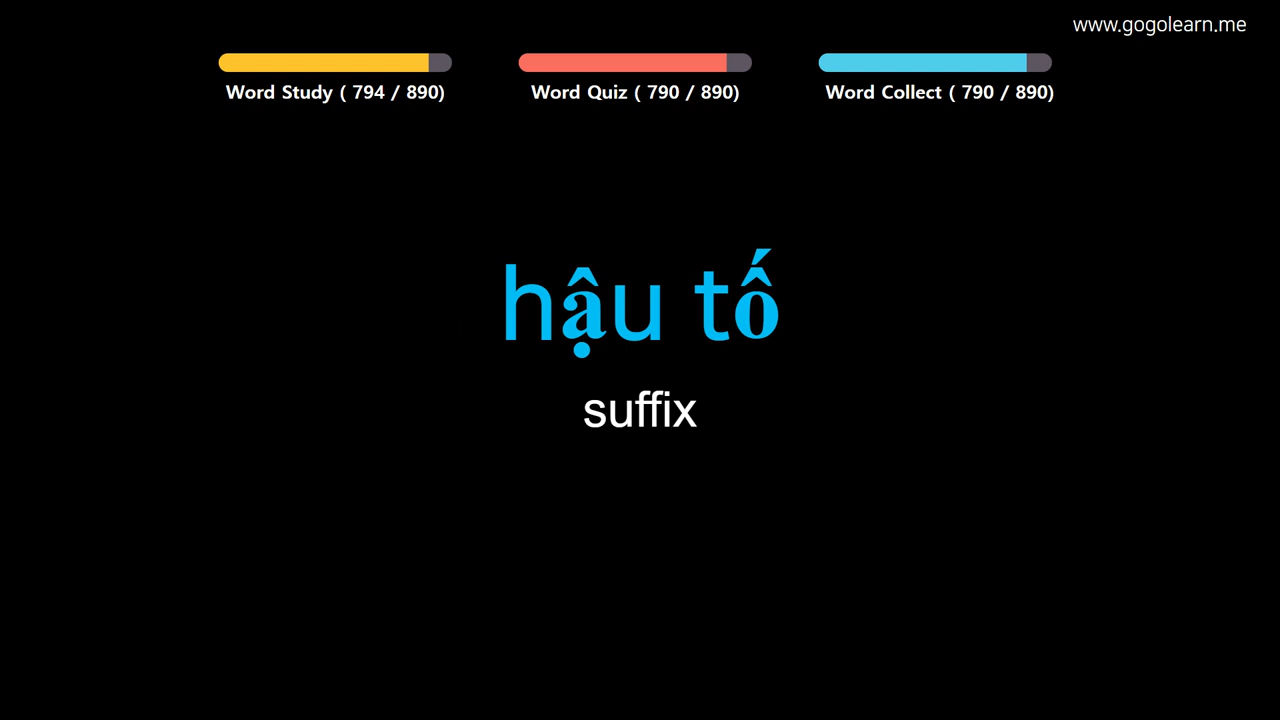 www.gogolearn.me
Word Study ( 794 / 890)
Word Quiz ( 790 / 890)
Word Collect ( 790 / 890)
hậu tố
suffix